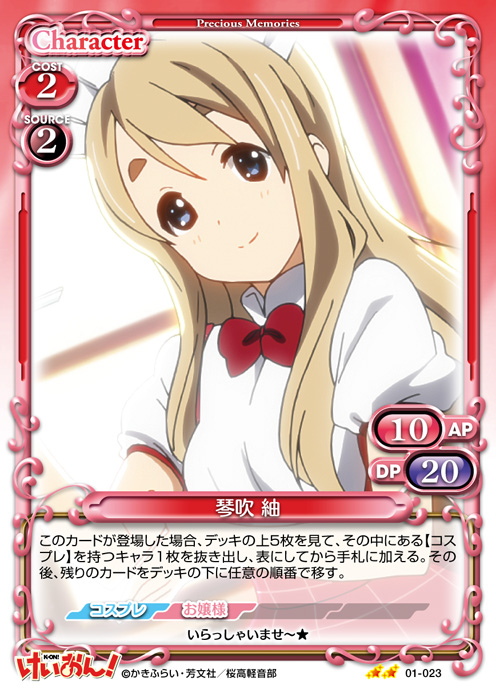 Precious Memories
Character
COST
2
SOURCE
2
10 AP
DP 20
琴吹 紬
このカードが登場した場合、デッキの上5枚を見て、その中にある【コス
プレ】を持つキャラ1枚を抜き出し、表にしてから手札に加える。その
後、残りのカードをデッキの下に任意の順番で移す。
コスプレ お嬢様
いらっしゃいませ～★
K-ON!
けいおん!
©かきふらい・芳文社／桜高軽音部
01-023